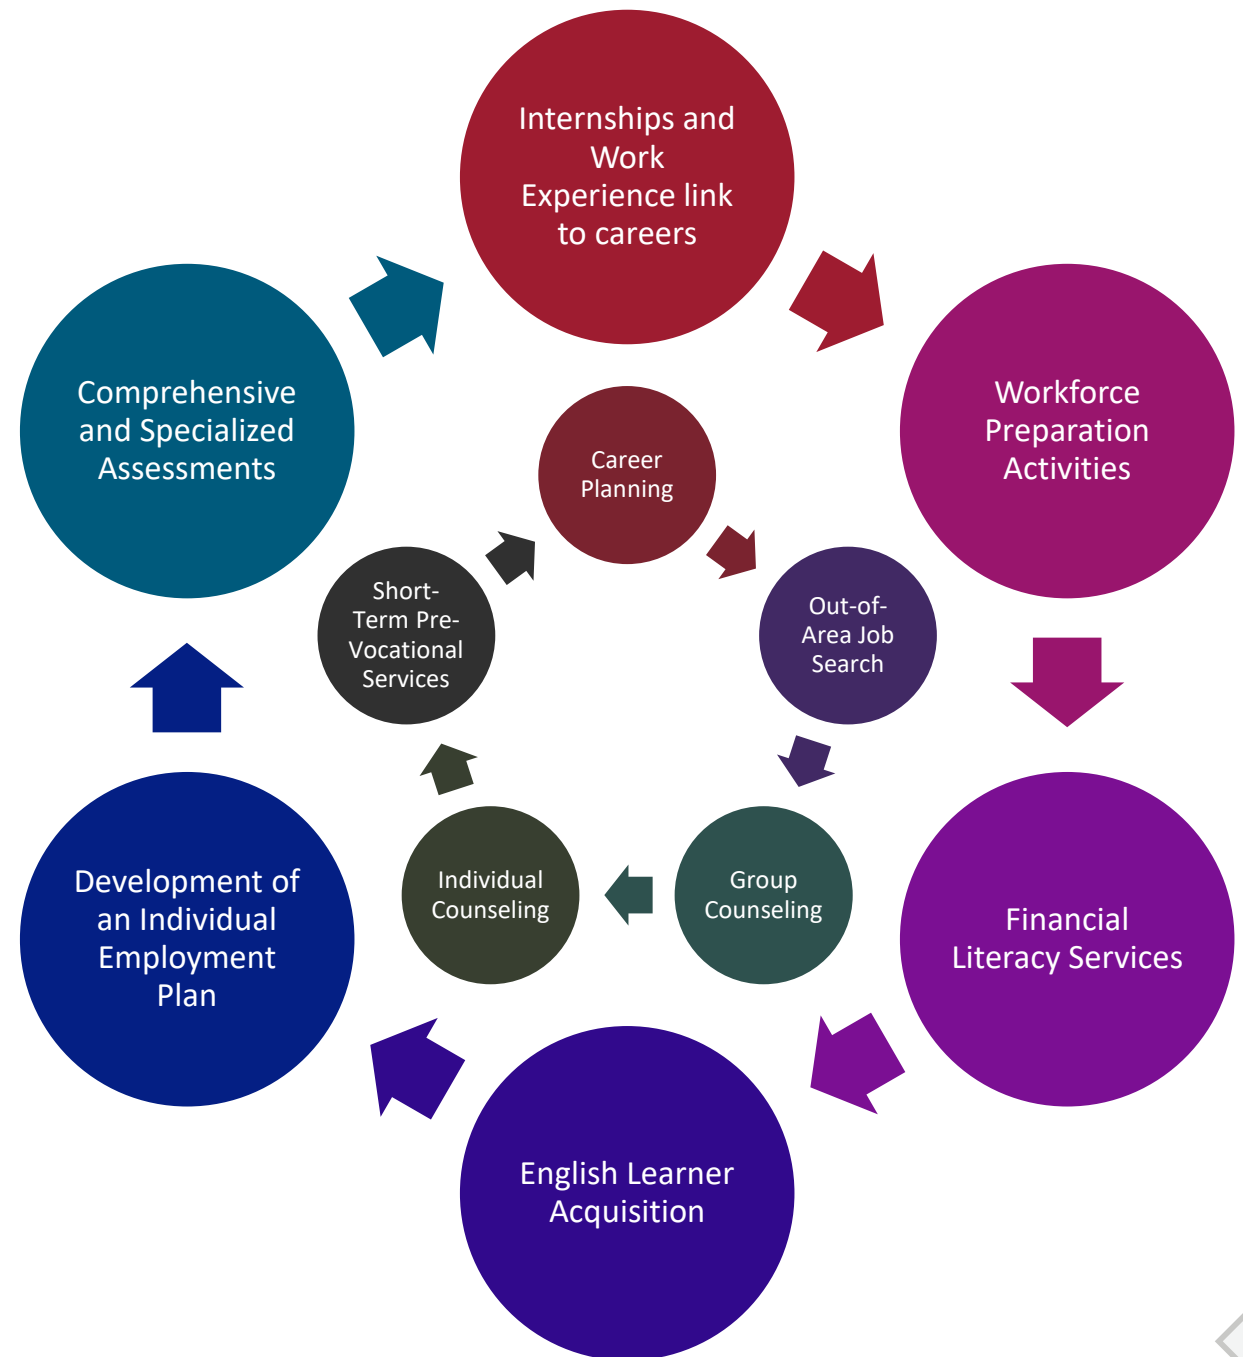 Internships and
Work
Experience link
to careers
Workforce
Preparation
Activities
Financial
Literacy Services
English Learner
Acquisition
Development of
an Individual
Employment
Plan
Comprehensive
and Specialized
Assessments
Career
Planning
Out-of-
Area Job
Search
Group
Counseling
Individual
Counseling
Short-
Term Pre-
Vocational
Services